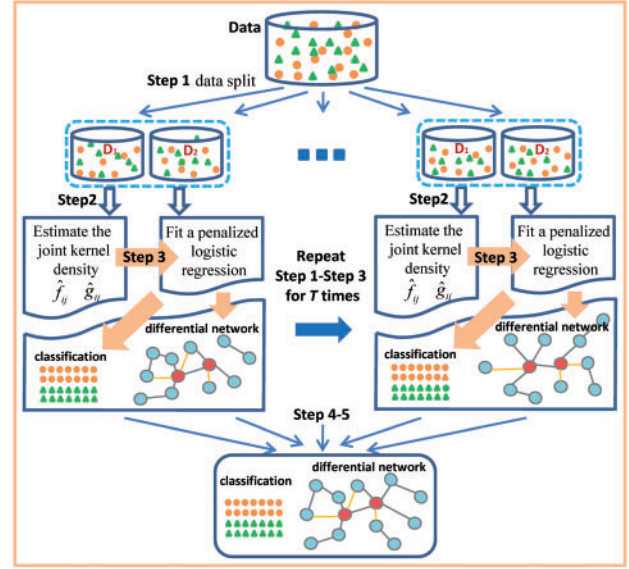 Data
Step 1 data split
D₁
D₂
D₁
D₂
Step2
Step2
Estimate the
joint kernel
density
f̂ᵢⱼ ĝᵢⱼ
Step 3
Fit a penalized
logistic
regression
Repeat
Step 1-Step 3
for T times
Estimate the
joint kernel
density
f̂ᵢⱼ ĝᵢⱼ
Step 3
Fit a penalized
logistic
regression
differential network
classification
differential network
classification
Step 4-5
differential network
classification